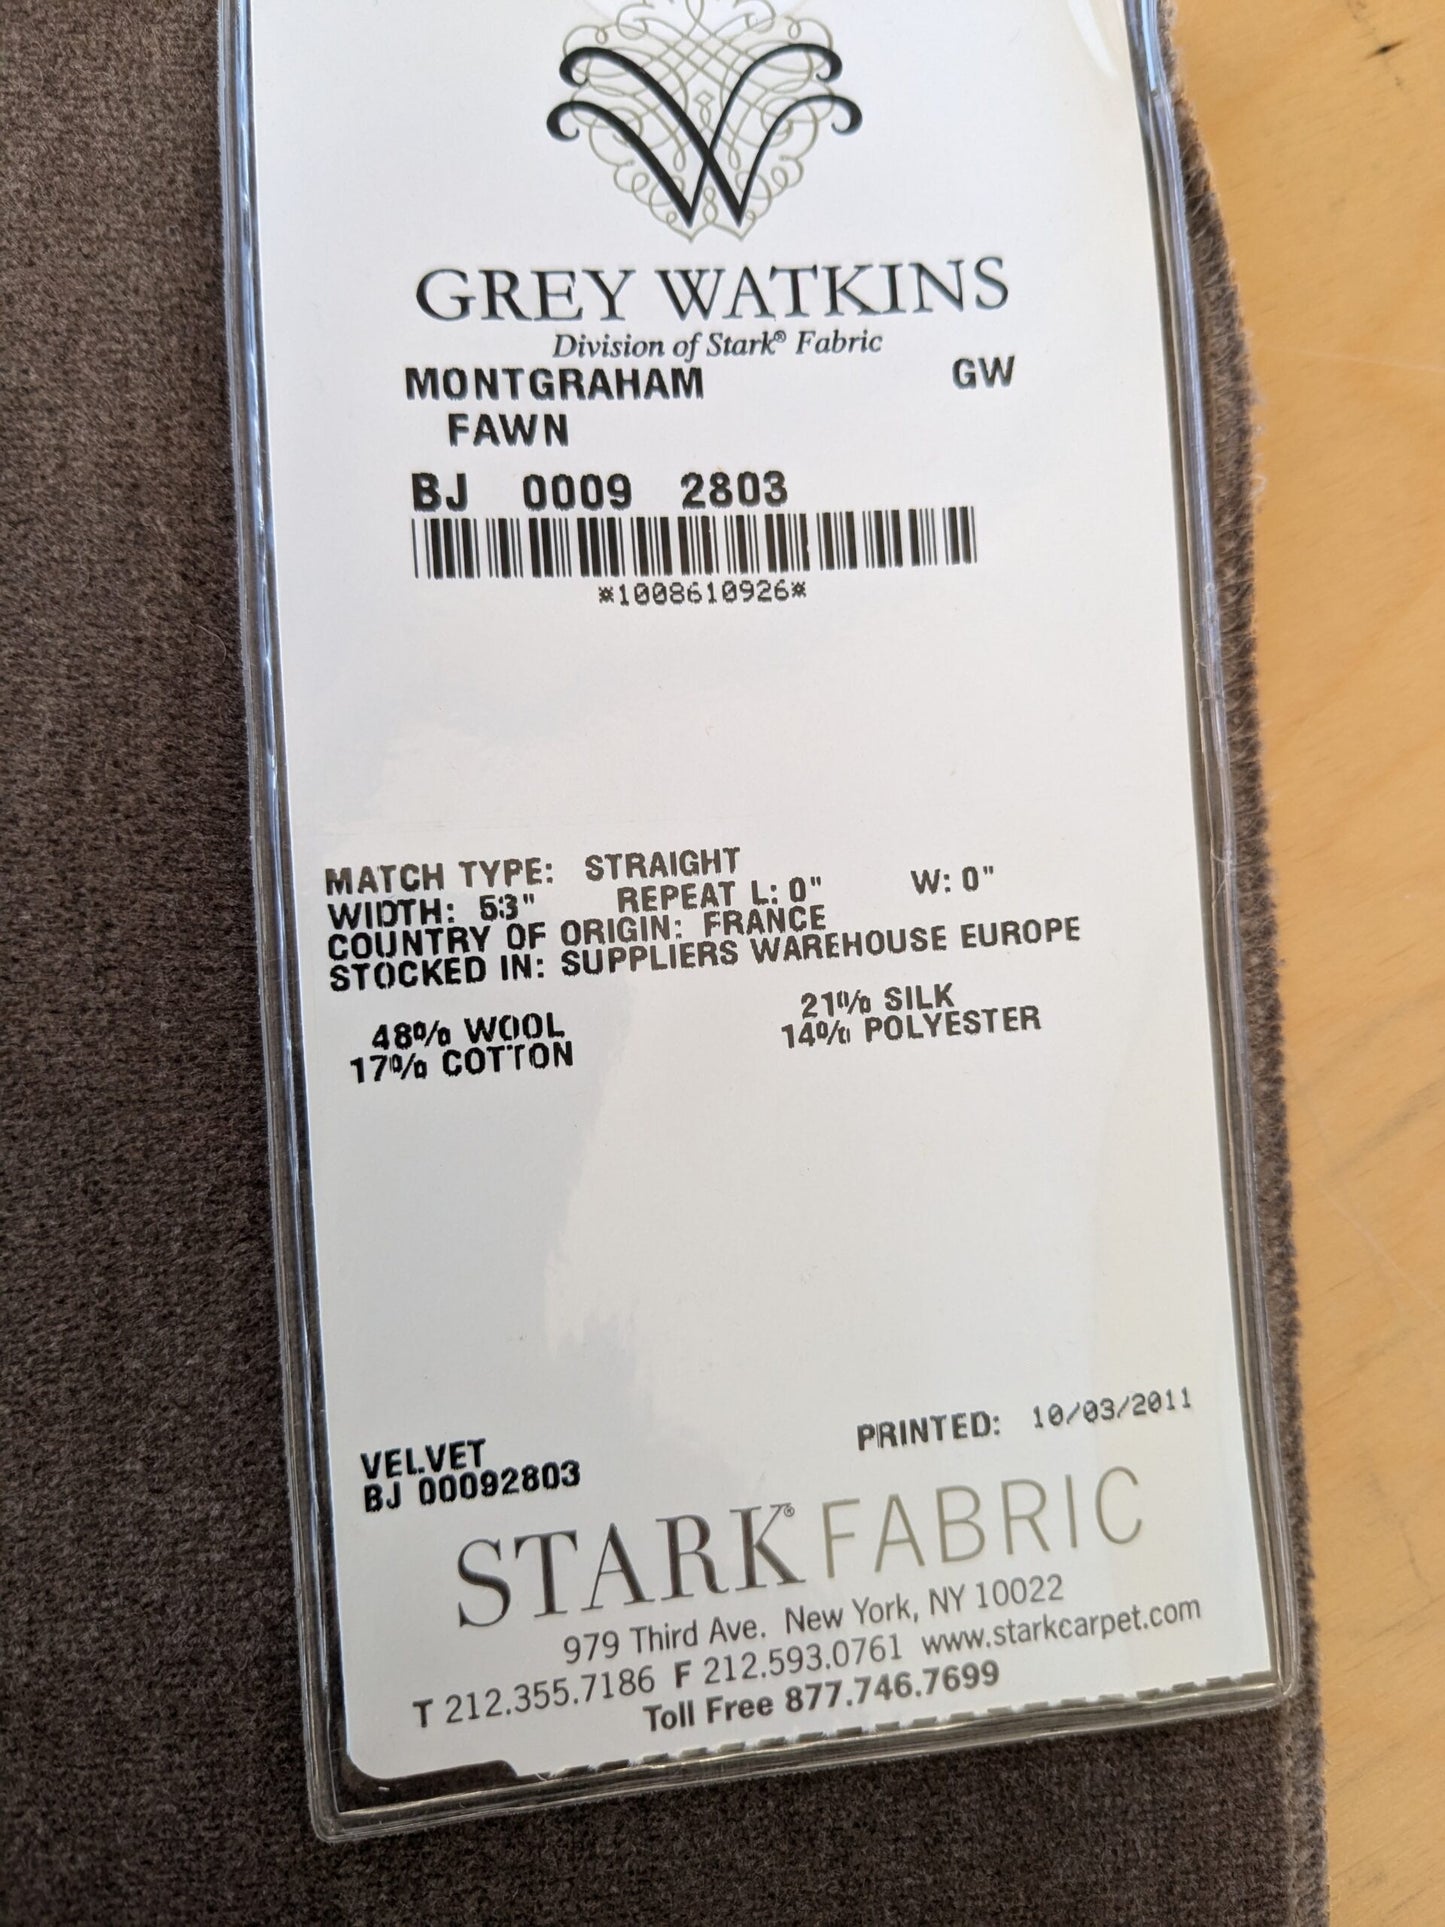 W
GREY WATKINS
Division of Stark® Fabric
MONTGRAHAM GW
FAWN
BJ 0009 2803
*1008610926*
MATCH TYPE: STRAIGHT
WIDTH: 53" REPEAT L: 0" W: 0"
COUNTRY OF ORIGIN: FRANCE
STOCKED IN: SUPPLIERS WAREHOUSE EUROPE
48% WOOL 21% SILK
17% COTTON 14% POLYESTER
PRINTED: 10/03/2011
VELVET
BJ 00092803
STARK® FABRIC
979 Third Ave. New York, NY 10022
T 212.355.7186 F 212.593.0761 www.starkcarpet.com
Toll Free 877.746.7699